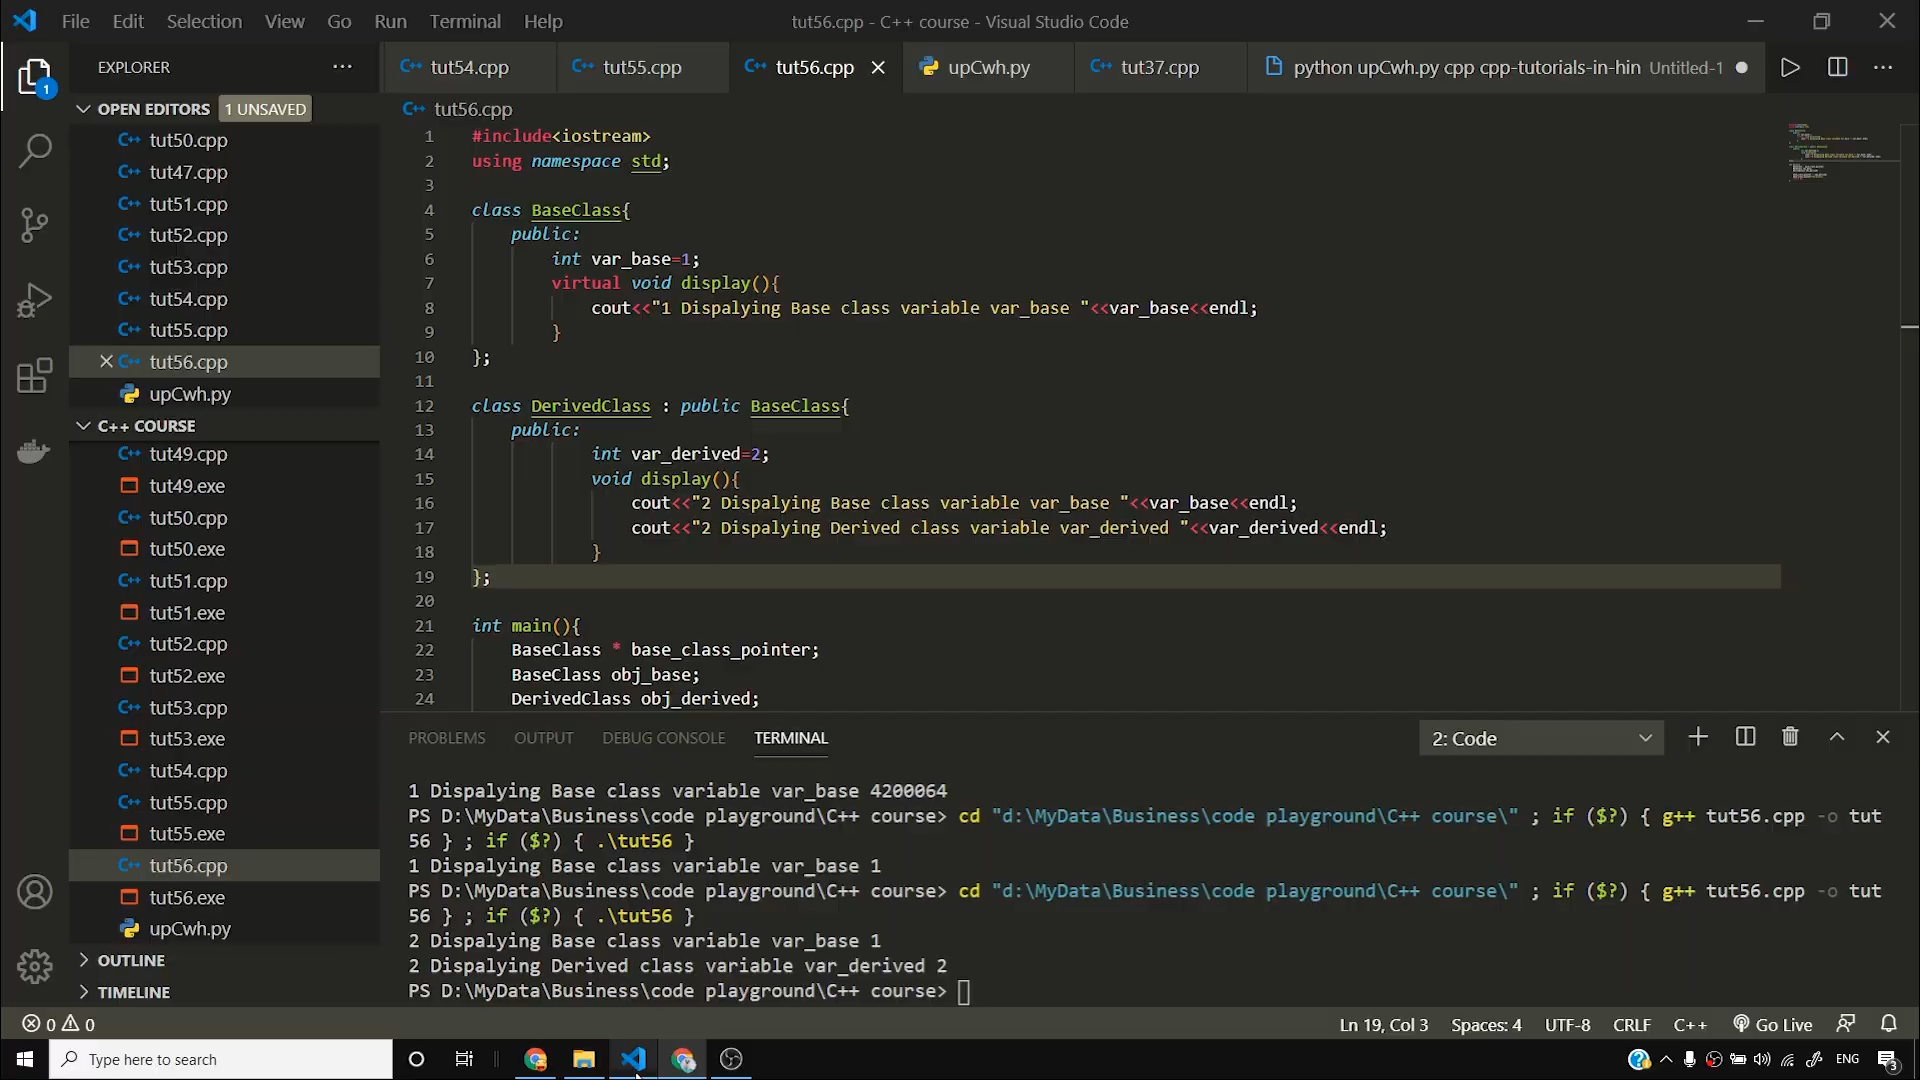 File Edit Selection View Go Run Terminal Help
tut56.cpp - C++ course - Visual Studio Code
EXPLORER
tut54.cpp
tut55.cpp
tut56.cpp
upCwh.py
tut37.cpp
python upCwh.py cpp cpp-tutorials-in-hin Untitled-1
1
OPEN EDITORS 1 UNSAVED
tut50.cpp
tut47.cpp
tut51.cpp
tut52.cpp
tut53.cpp
tut54.cpp
tut55.cpp
tut56.cpp
upCwh.py
C++ COURSE
tut49.cpp
tut49.exe
tut50.cpp
tut50.exe
tut51.cpp
tut51.exe
tut52.cpp
tut52.exe
tut53.cpp
tut53.exe
tut54.cpp
tut55.cpp
tut55.exe
tut56.cpp
tut56.exe
upCwh.py
OUTLINE
TIMELINE
tut56.cpp
1 #include<iostream>
2 using namespace std;
3
4 class BaseClass{
5 public:
6 int var_base=1;
7 virtual void display(){
8 cout<<"1 Dispalying Base class variable var_base "<<var_base<<endl;
9 }
10 };
11
12 class DerivedClass : public BaseClass{
13 public:
14 int var_derived=2;
15 void display(){
16 cout<<"2 Dispalying Base class variable var_base "<<var_base<<endl;
17 cout<<"2 Dispalying Derived class variable var_derived "<<var_derived<<endl;
18 }
19 };
20
21 int main(){
22 BaseClass * base_class_pointer;
23 BaseClass obj_base;
24 DerivedClass obj_derived;
PROBLEMS OUTPUT DEBUG CONSOLE TERMINAL
2: Code
1 Dispalying Base class variable var_base 4200064
PS D:\MyData\Business\code playground\C++ course> cd "d:\MyData\Business\code playground\C++ course\" ; if ($?) { g++ tut56.cpp -o tut
56 } ; if ($?) { .\tut56 }
1 Dispalying Base class variable var_base 1
PS D:\MyData\Business\code playground\C++ course> cd "d:\MyData\Business\code playground\C++ course\" ; if ($?) { g++ tut56.cpp -o tut
56 } ; if ($?) { .\tut56 }
2 Dispalying Base class variable var_base 1
2 Dispalying Derived class variable var_derived 2
PS D:\MyData\Business\code playground\C++ course>
0 0
Ln 19, Col 3 Spaces: 4 UTF-8 CRLF C++ Go Live
Type here to search
ENG
3